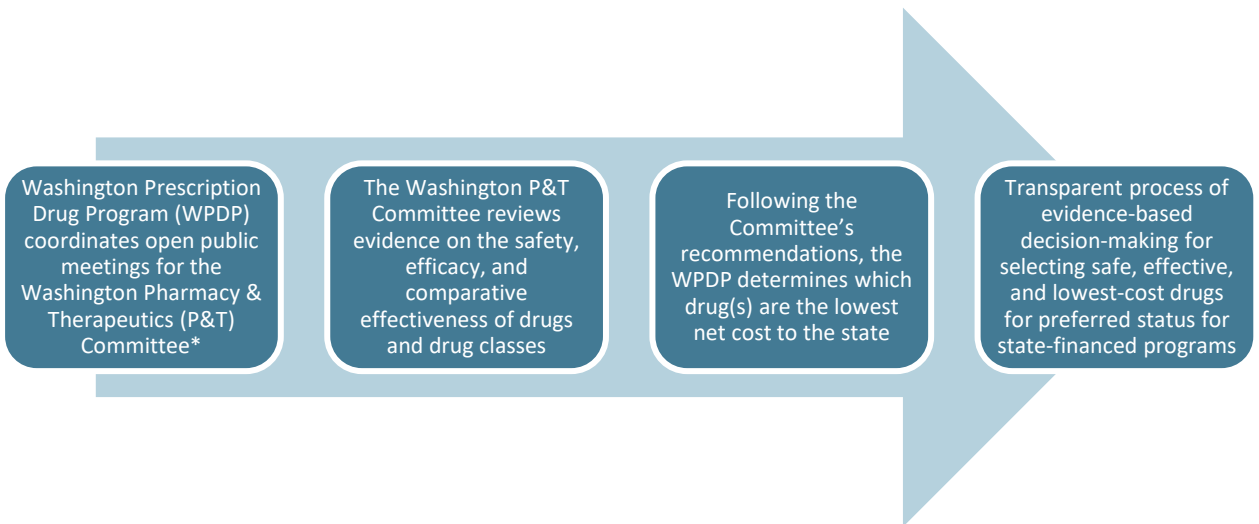 Washington Prescription
Drug Program (WPDP)
coordinates open public
meetings for the
Washington Pharmacy &
Therapeutics (P&T)
Committee*
The Washington P&T
Committee reviews
evidence on the safety,
efficacy, and
comparative
effectiveness of drugs
and drug classes
Following the
Committee’s
recommendations, the
WPDP determines which
drug(s) are the lowest
net cost to the state
Transparent process of
evidence-based
decision-making for
selecting safe, effective,
and lowest-cost drugs
for preferred status for
state-financed programs